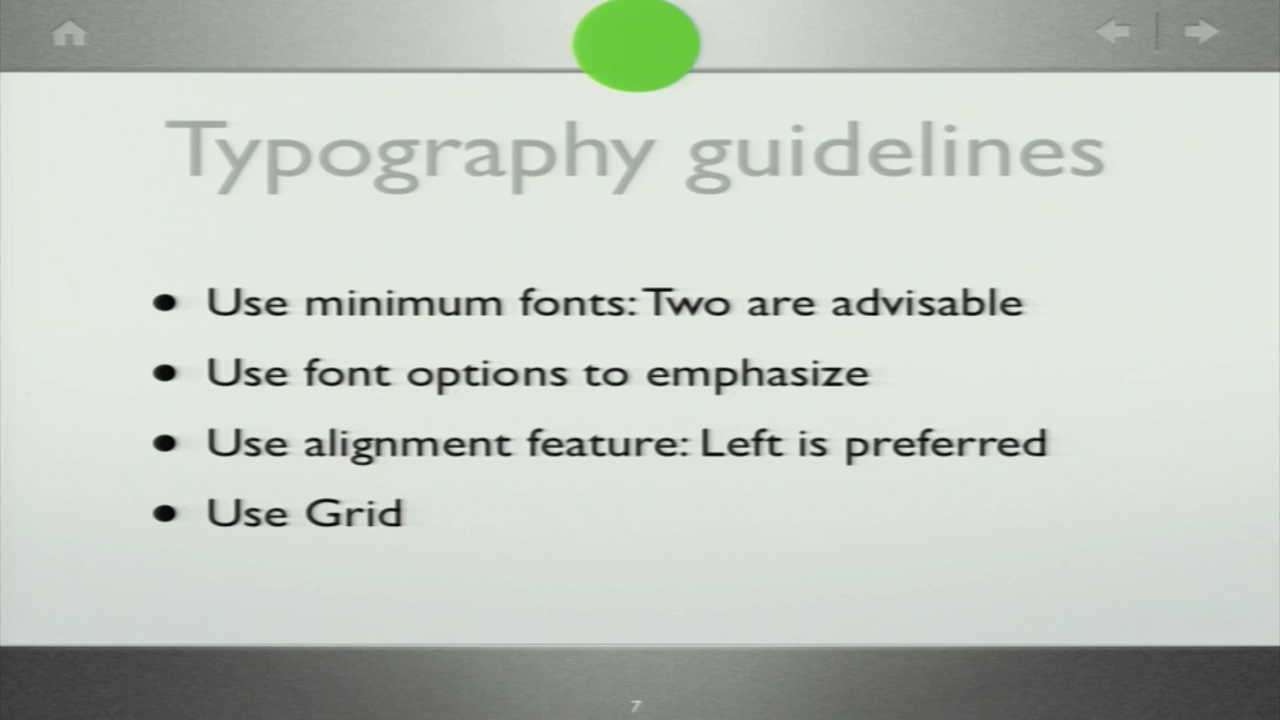 Typography guidelines
• Use minimum fonts: Two are advisable
• Use font options to emphasize
• Use alignment feature: Left is preferred
• Use Grid
7